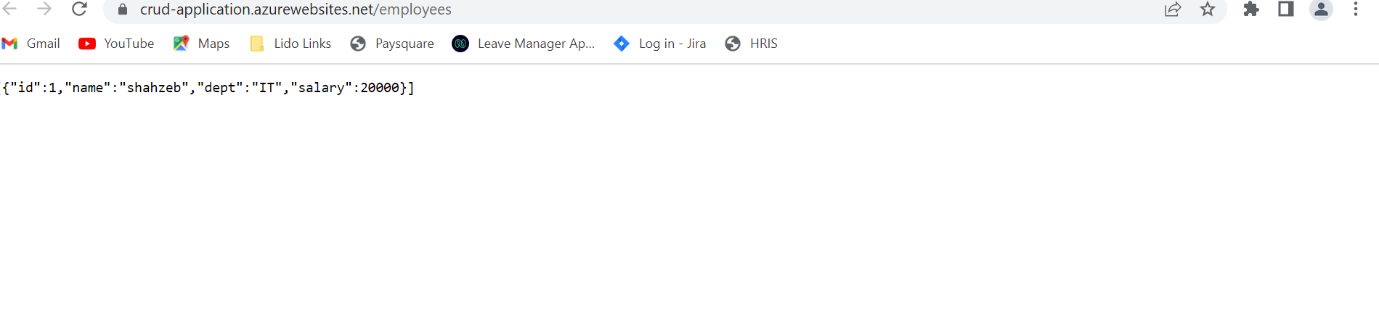 crud-application.azurewebsites.net/employees
Gmail YouTube Maps Lido Links Paysquare Leave Manager Ap... Log in - Jira HRIS
[{"id":1,"name":"shahzeb","dept":"IT","salary":20000}]